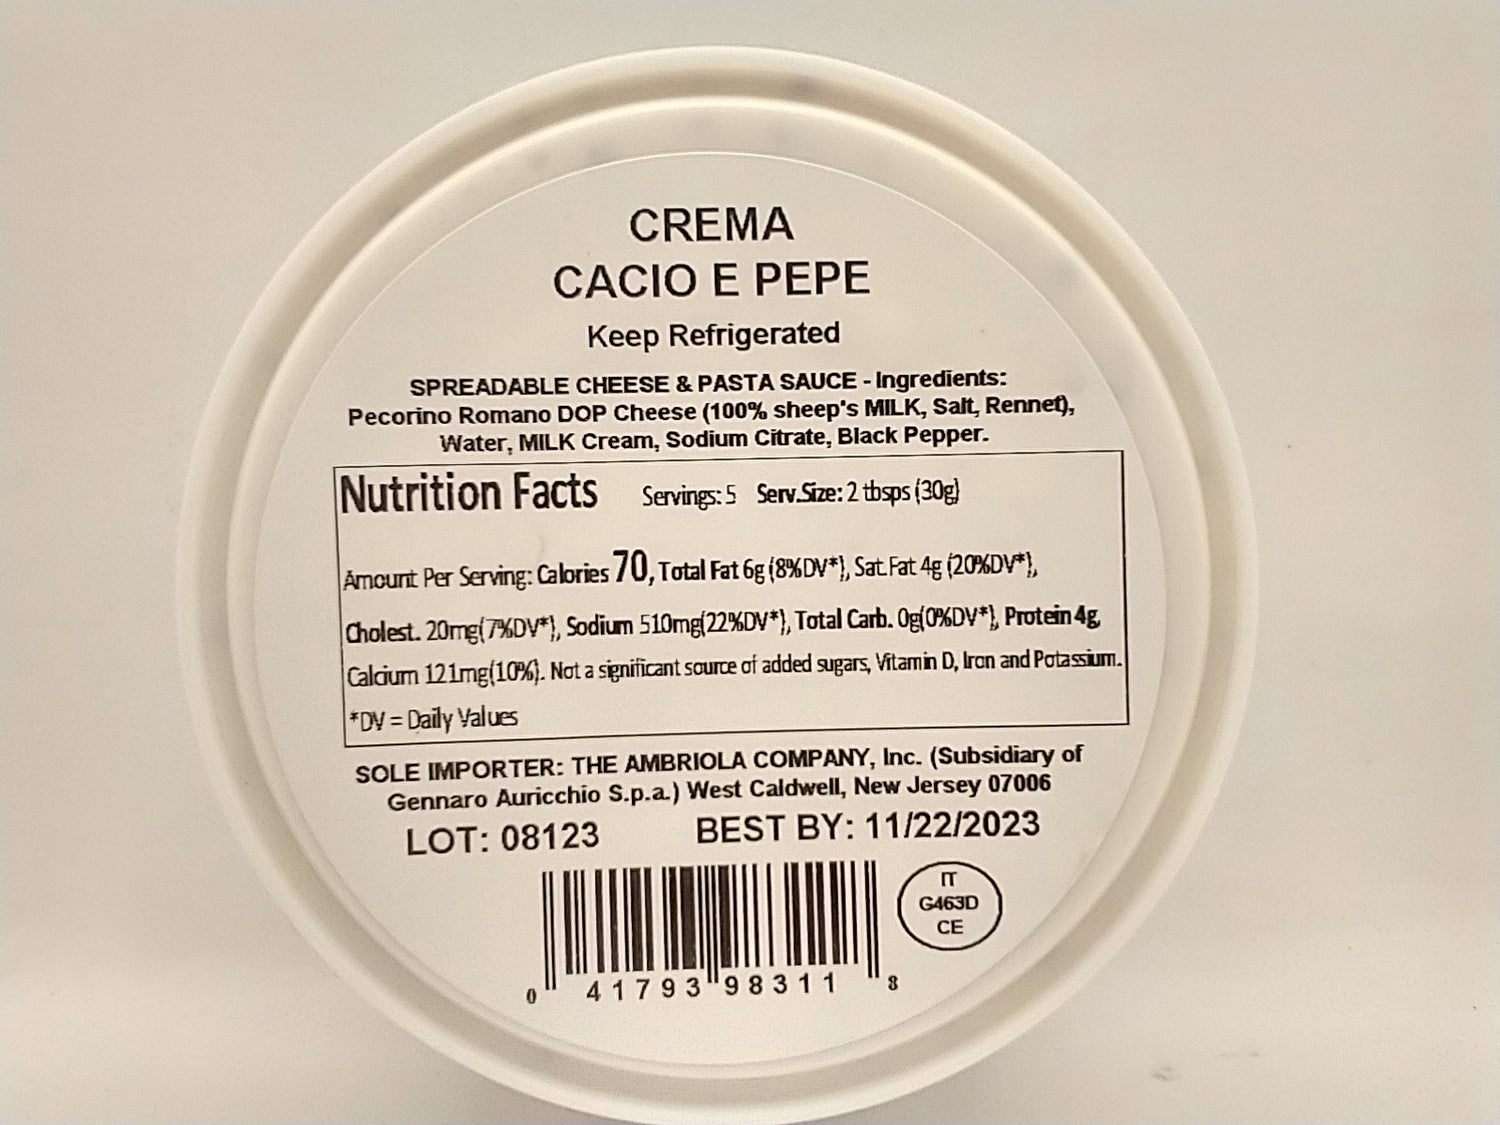 CREMA
CACIO E PEPE
Keep Refrigerated
SPREADABLE CHEESE & PASTA SAUCE - Ingredients:
Pecorino Romano DOP Cheese (100% sheep's MILK, Salt, Rennet),
Water, MILK Cream, Sodium Citrate, Black Pepper.
Nutrition Facts Servings: 5 Serv.Size: 2 tbsps (30g)
Amount Per Serving: Calories 70, Total Fat 6g (8%DV*), Sat.Fat 4g (20%DV*),
Cholest. 20mg(7%DV*), Sodium 510mg(22%DV*), Total Carb. 0g(0%DV*), Protein 4g,
Calcium 121mg(10%). Not a significant source of added sugars, Vitamin D, Iron and Potassium.
*DV = Daily Values
SOLE IMPORTER: THE AMBRIOLA COMPANY, Inc. (Subsidiary of
Gennaro Auricchio S.p.a.) West Caldwell, New Jersey 07006
LOT: 08123 BEST BY: 11/22/2023
IT
G463D
CE
0 41793 98311 8